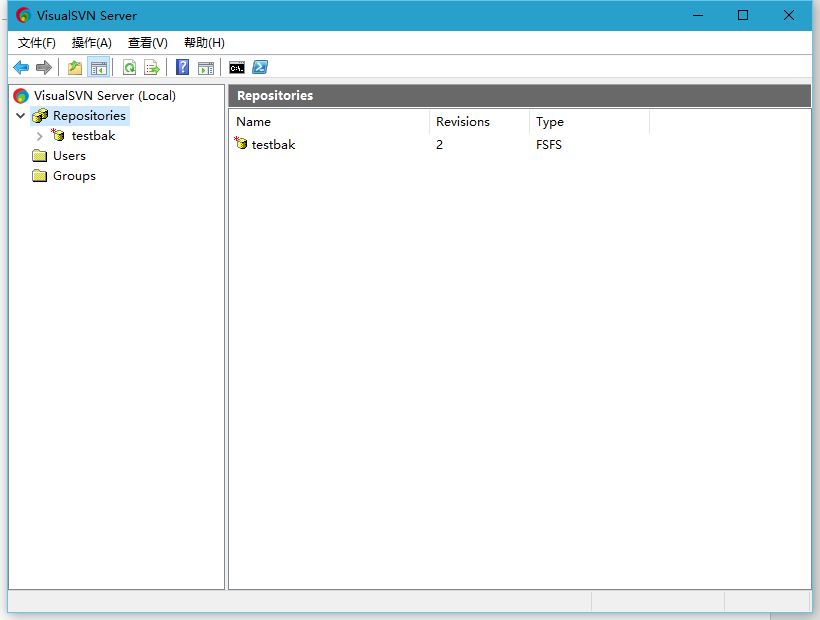 VisualSVN Server
文件(F) 操作(A) 查看(V) 帮助(H)
VisualSVN Server (Local)
Repositories
testbak
Users
Groups
Repositories
Name Revisions Type
testbak 2 FSFS